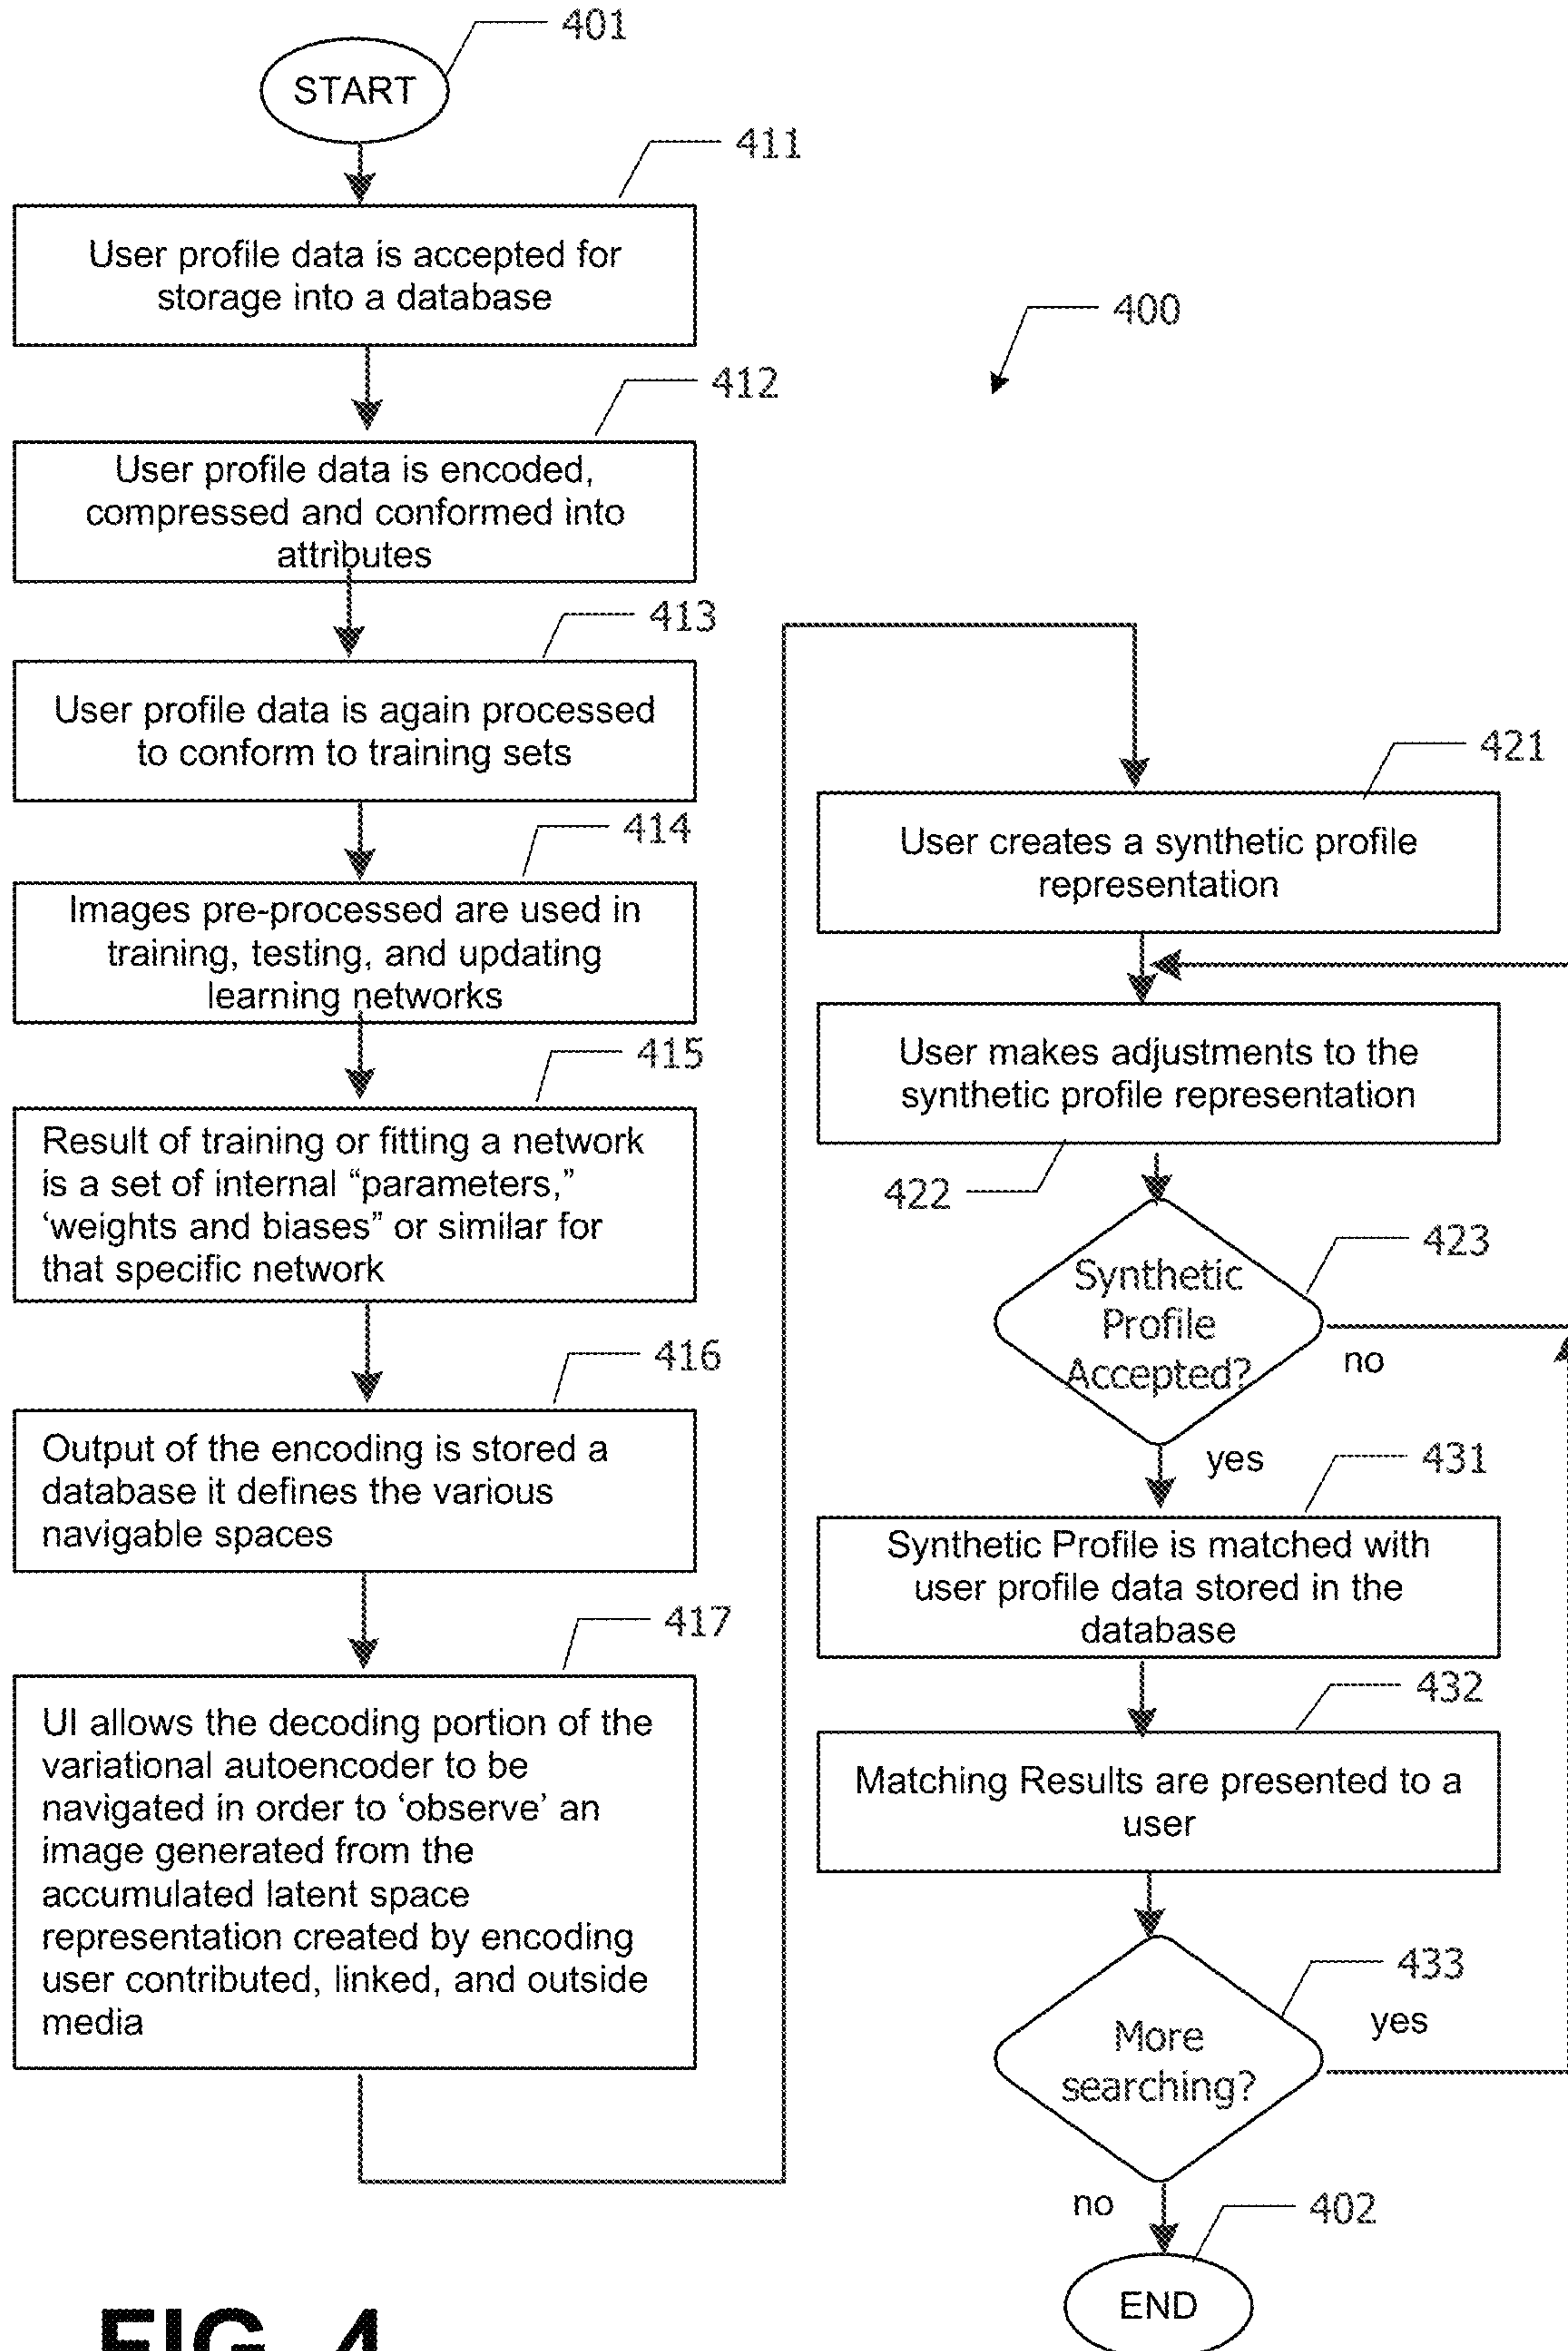 401
START
411
User profile data is accepted for
storage into a database
400
412
User profile data is encoded,
compressed and conformed into
attributes
413
User profile data is again processed
to conform to training sets
414
Images pre-processed are used in
training, testing, and updating
learning networks
415
Result of training or fitting a network
is a set of internal “parameters,”
‘weights and biases” or similar for
that specific network
416
Output of the encoding is stored a
database it defines the various
navigable spaces
417
UI allows the decoding portion of the
variational autoencoder to be
navigated in order to ‘observe’ an
image generated from the
accumulated latent space
representation created by encoding
user contributed, linked, and outside
media
421
User creates a synthetic profile
representation
User makes adjustments to the
synthetic profile representation
422
423
Synthetic
Profile
Accepted?
no
yes
431
Synthetic Profile is matched with
user profile data stored in the
database
432
Matching Results are presented to a
user
433
More
searching?
yes
no
402
END
FIG. 4